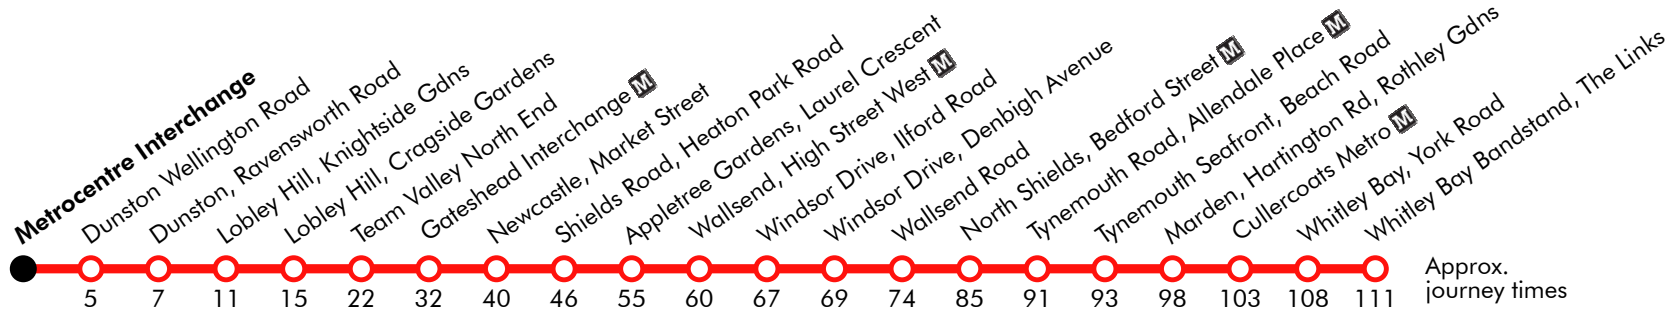 Metrocentre Interchange
Dunston Wellington Road
Dunston, Ravensworth Road
Lobley Hill, Knightside Gdns
Lobley Hill, Cragside Gardens
Team Valley North End
Gateshead Interchange M
Newcastle, Market Street
Shields Road, Heaton Park Road
Appletree Gardens, Laurel Crescent
Wallsend, High Street West M
Windsor Drive, Ilford Road
Windsor Drive, Denbigh Avenue
Wallsend Road
North Shields, Bedford Street M
Tynemouth Road, Allendale Place M
Tynemouth Seafront, Beach Road
Marden, Hartington Rd, Rothley Gdns
Cullercoats Metro M
Whitley Bay, York Road
Whitley Bay Bandstand, The Links
5 7 11 15 22 32 40 46 55 60 67 69 74 85 91 93 98 103 108 111
Approx.
journey times